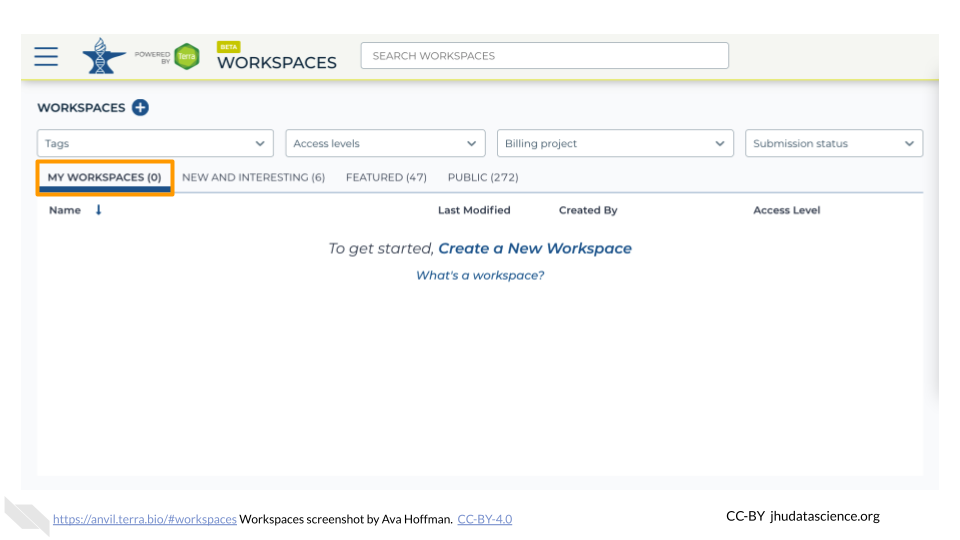 POWERED BY Terra
BETA
WORKSPACES
SEARCH WORKSPACES
WORKSPACES
Tags Access levels Billing project Submission status
MY WORKSPACES (0) NEW AND INTERESTING (6) FEATURED (47) PUBLIC (272)
Name Last Modified Created By Access Level
To get started, Create a New Workspace
What's a workspace?
https://anvil.terra.bio/#workspaces Workspaces screenshot by Ava Hoffman. CC-BY-4.0
CC-BY jhudatascience.org